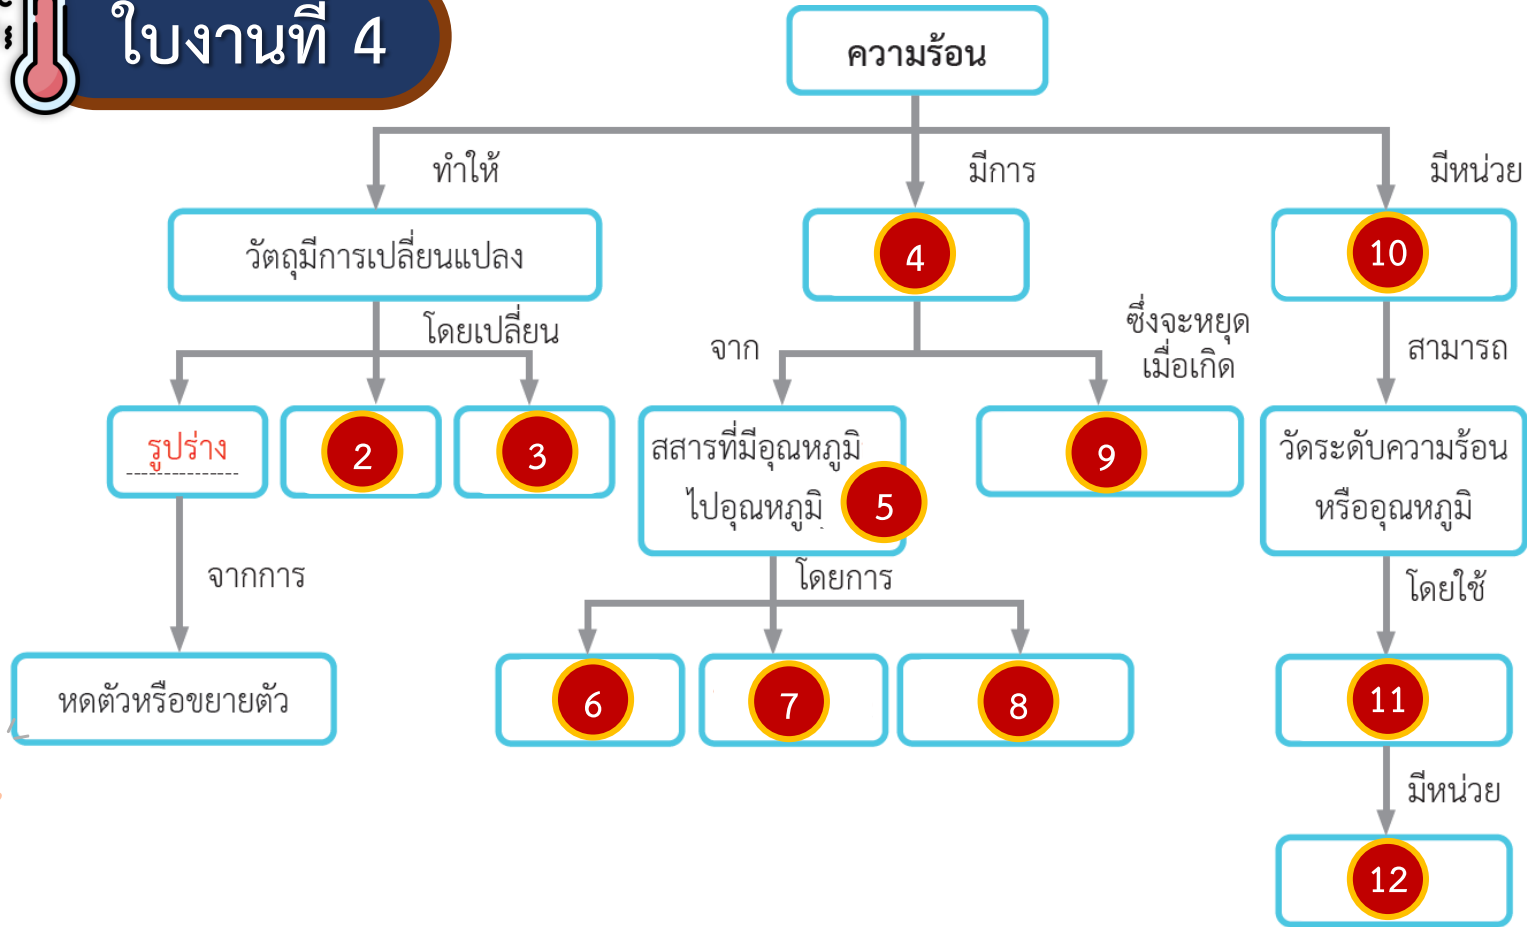 ใบงานที่ 4
ความร้อน
ทำให้
มีการ
มีหน่วย
วัตถุมีการเปลี่ยนแปลง
4
10
โดยเปลี่ยน
จาก
ซึ่งจะหยุด
เมื่อเกิด
สามารถ
รูปร่าง
2
3
สสารที่มีอุณหภูมิ
ไปอุณหภูมิ
5
9
วัดระดับความร้อน
หรืออุณหภูมิ
จากการ
โดยการ
โดยใช้
หดตัวหรือขยายตัว
6
7
8
11
มีหน่วย
12